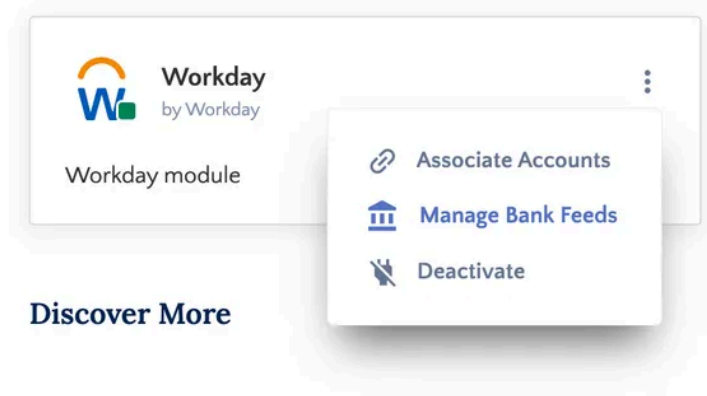 Workday
by Workday
Workday module
Associate Accounts
Manage Bank Feeds
Deactivate
Discover More